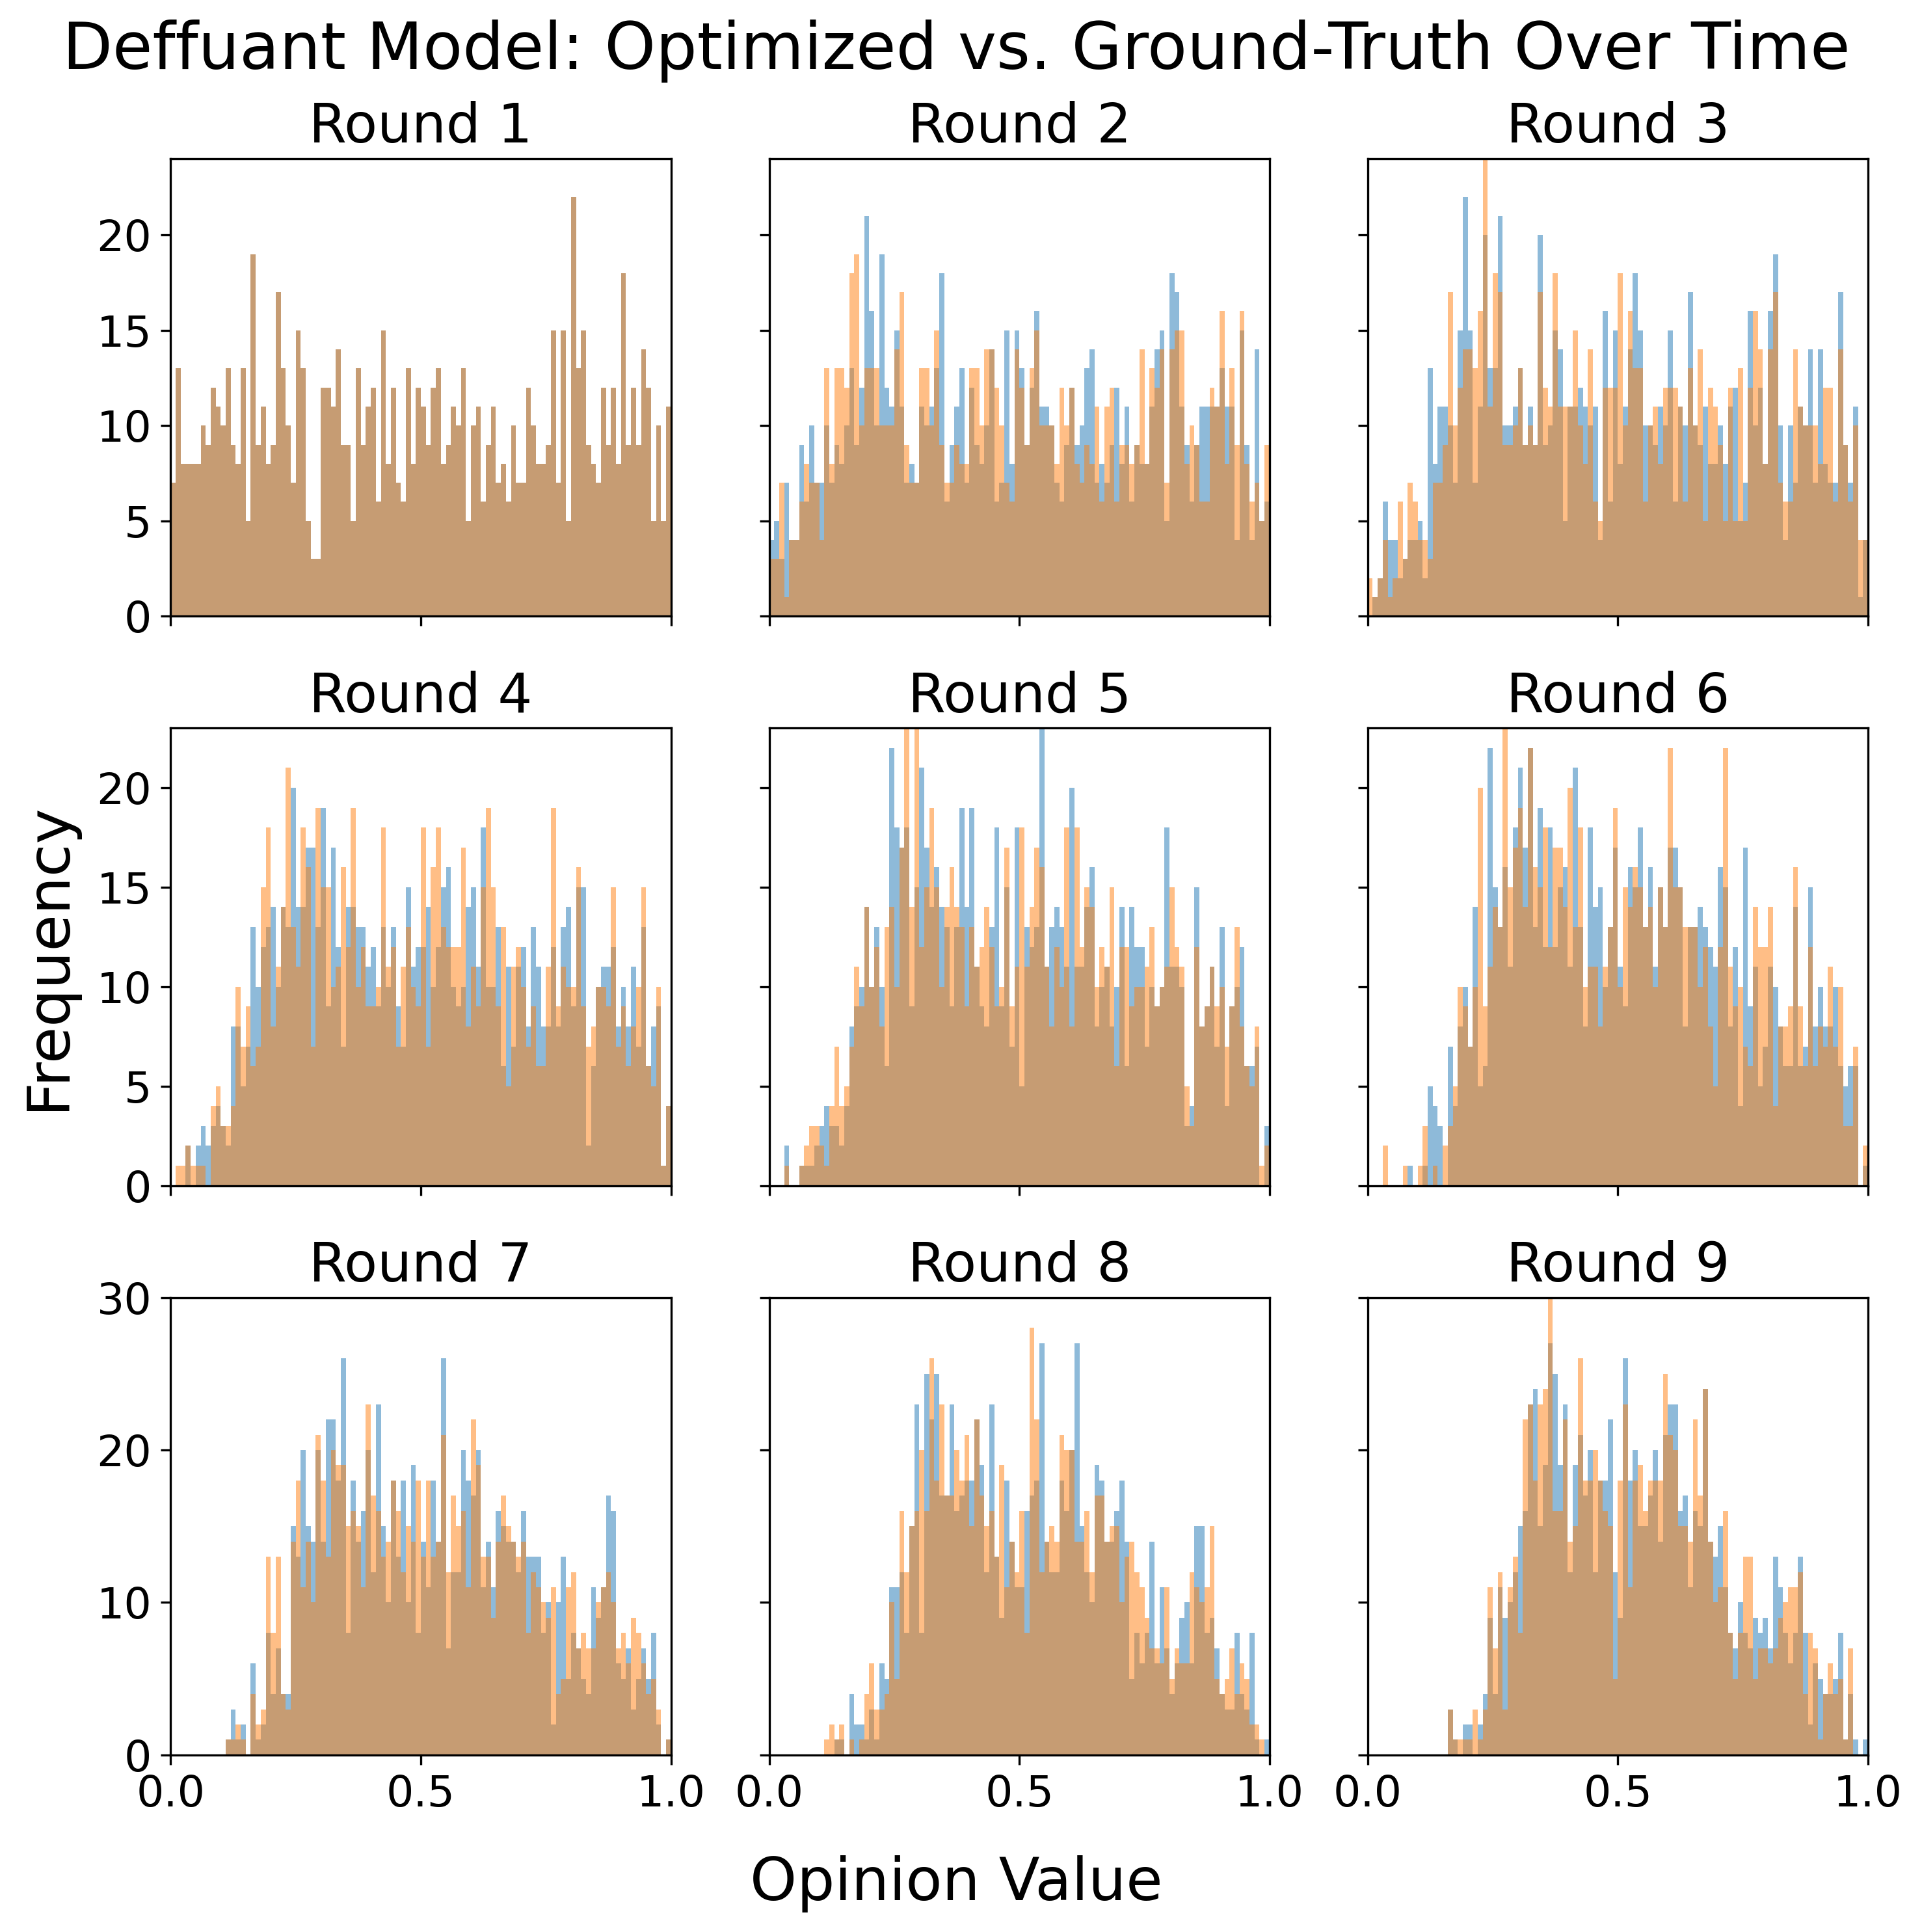 Deffuant Model: Optimized vs. Ground-Truth Over Time
Round 1
Round 2
Round 3
20
15
10
5
0
Round 4
Round 5
Round 6
Frequency
20
15
10
5
0
Round 7
Round 8
Round 9
30
20
10
0
0.0 0.5 1.0 0.0 0.5 1.0 0.0 0.5 1.0
Opinion Value